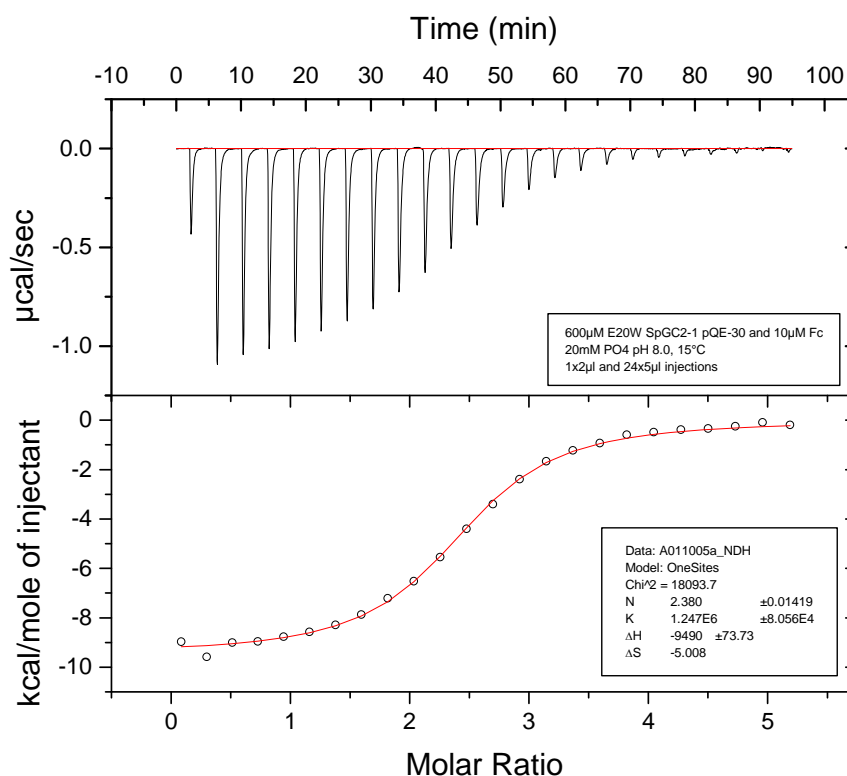 Time (min)
-10 0 10 20 30 40 50 60 70 80 90 100
0.0
-0.5
-1.0
µcal/sec
600µM E20W SpGC2-1 pQE-30 and 10µM Fc
20mM PO4 pH 8.0, 15°C
1x2µl and 24x5µl injections
0
-2
-4
-6
-8
-10
kcal/mole of injectant
Data: A011005a_NDH
Model: OneSites
Chi^2 = 18093.7
N 2.380 ±0.01419
K 1.247E6 ±8.056E4
ΔH -9490 ±73.73
ΔS -5.008
0 1 2 3 4 5
Molar Ratio